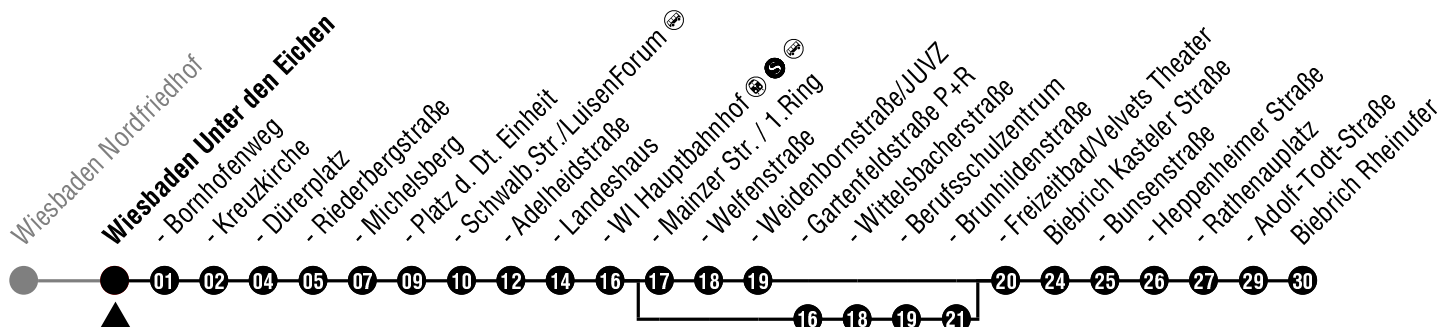 Wiesbaden Nordfriedhof
Wiesbaden Unter den Eichen
- Bornhofenweg
- Kreuzkirche
- Dürerplatz
- Riederbergstraße
- Michelsberg
- Platz d. Dt. Einheit
- Schwalb.Str./LuisenForum
- Adelheidstraße
- Landeshaus
- WI Hauptbahnhof S
- Mainzer Str. / 1.Ring
- Welfenstraße
- Weidenbornstraße/JUVZ
- Gartenfeldstraße P+R
- Wittelsbacherstraße
- Berufsschulzentrum
- Brunhildenstraße
- Freizeitbad/Velvets Theater
Biebrich Kasteler Straße
- Bunsenstraße
- Heppenheimer Straße
- Rathenauplatz
- Adolf-Todt-Straße
Biebrich Rheinufer
01 02 04 05 07 09 10 12 14 16 17 18 19 20 24 25 26 27 29 30
16 18 19 21